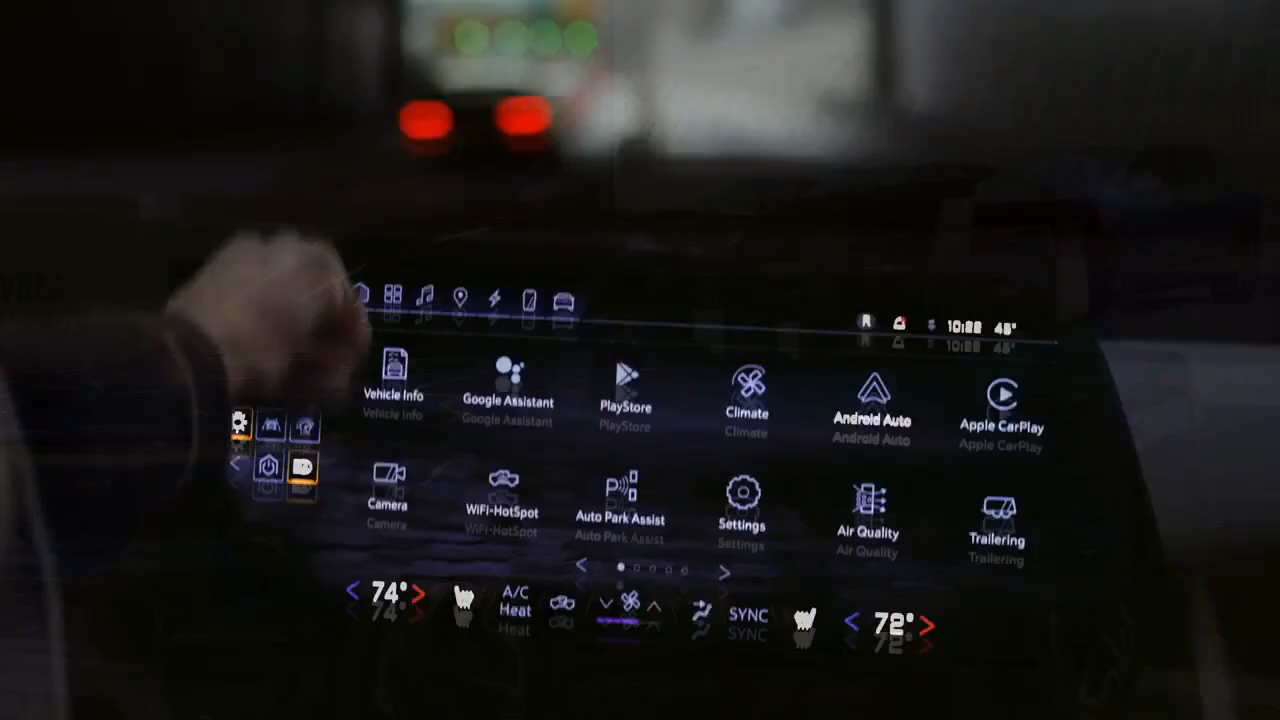 R 10:22 48°
Vehicle Info
Google Assistant
PlayStore
Climate
Android Auto
Apple CarPlay
Camera
WiFi-HotSpot
Auto Park Assist
Settings
Air Quality
Trailering
74°
A/C
Heat
SYNC
72°